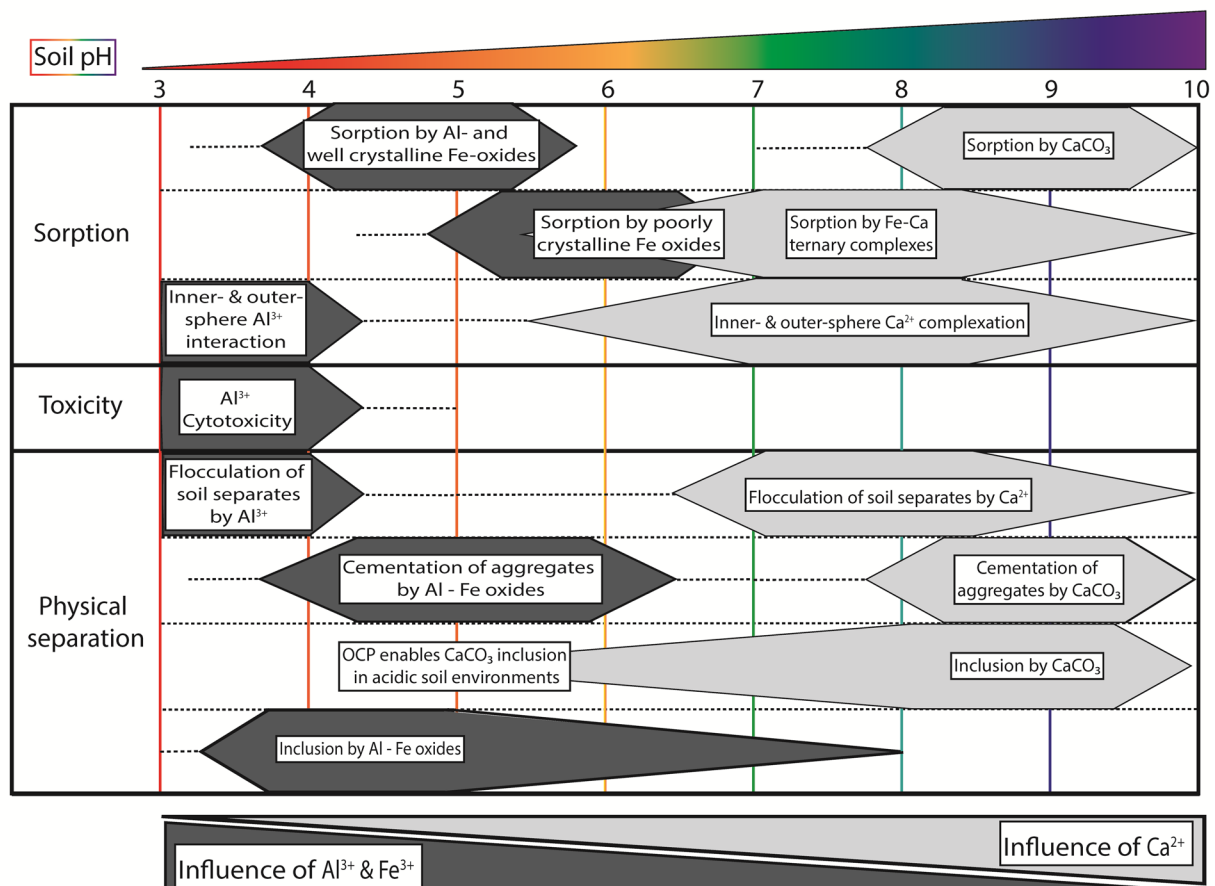 Soil pH
3 4 5 6 7 8 9 10
Sorption
Sorption by Al- and
well crystalline Fe-oxides
Sorption by CaCO₃
Sorption by poorly
crystalline Fe oxides
Sorption by Fe-Ca
ternary complexes
Inner- & outer-
sphere Al³⁺
interaction
Inner- & outer-sphere Ca²⁺ complexation
Toxicity
Al³⁺
Cytotoxicity
Physical
separation
Flocculation of
soil separates
by Al³⁺
Flocculation of soil separates by Ca²⁺
Cementation of aggregates
by Al - Fe oxides
Cementation of
aggregates by CaCO₃
OCP enables CaCO₃ inclusion
in acidic soil environments
Inclusion by CaCO₃
Inclusion by Al - Fe oxides
Influence of Al³⁺ & Fe³⁺
Influence of Ca²⁺